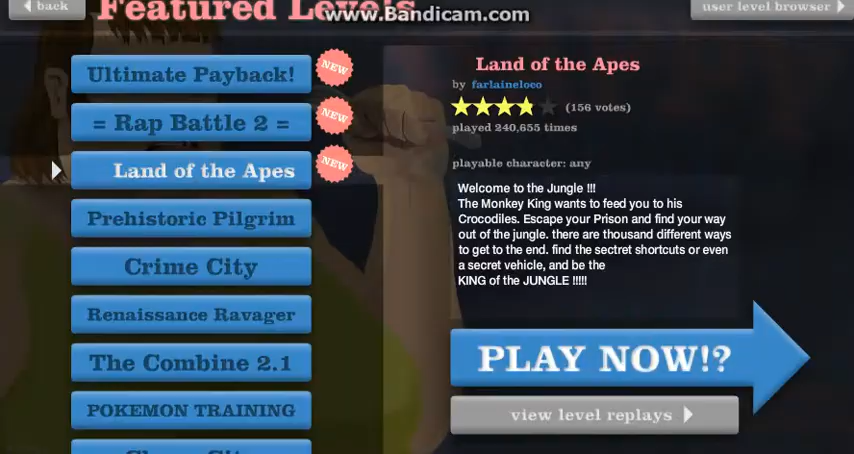 back
Featured Levels
www.Bandicam.com
user level browser
Ultimate Payback!
NEW
= Rap Battle 2 =
NEW
Land of the Apes
NEW
Prehistoric Pilgrim
Crime City
Renaissance Ravager
The Combine 2.1
POKEMON TRAINING
Land of the Apes
by farlaineloco
(156 votes)
played 240,655 times
playable character: any
Welcome to the Jungle !!!
The Monkey King wants to feed you to his
Crocodiles. Escape your Prison and find your way
out of the jungle. there are thousand different ways
to get to the end. find the sectret shortcuts or even
a secret vehicle, and be the
KING of the JUNGLE !!!!!
PLAY NOW!?
view level replays